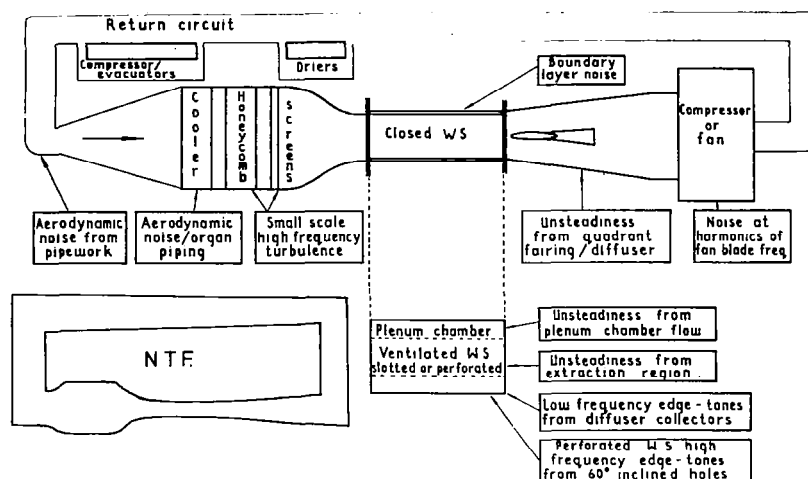 Return circuit
Compressor/
evacuators
Driers
Boundary
layer noise
Cooler
Honeycomb
Screens
Closed WS
Compressor
or
fan
Aerodynamic
noise from
pipework
Aerodynamic
noise/organ
piping
Small scale
high frequency
turbulence
Unsteadiness
from quadrant
fairing/diffuser
Noise at
harmonics of
fan blade freq.
N.T.F.
Plenum chamber
Ventilated WS
slotted or perforated
Unsteadiness from
plenum chamber flow
Unsteadiness from
extraction region
Low frequency edge-tones
from diffuser collectors
Perforated WS high
frequency edge-tones
from 60° inclined holes